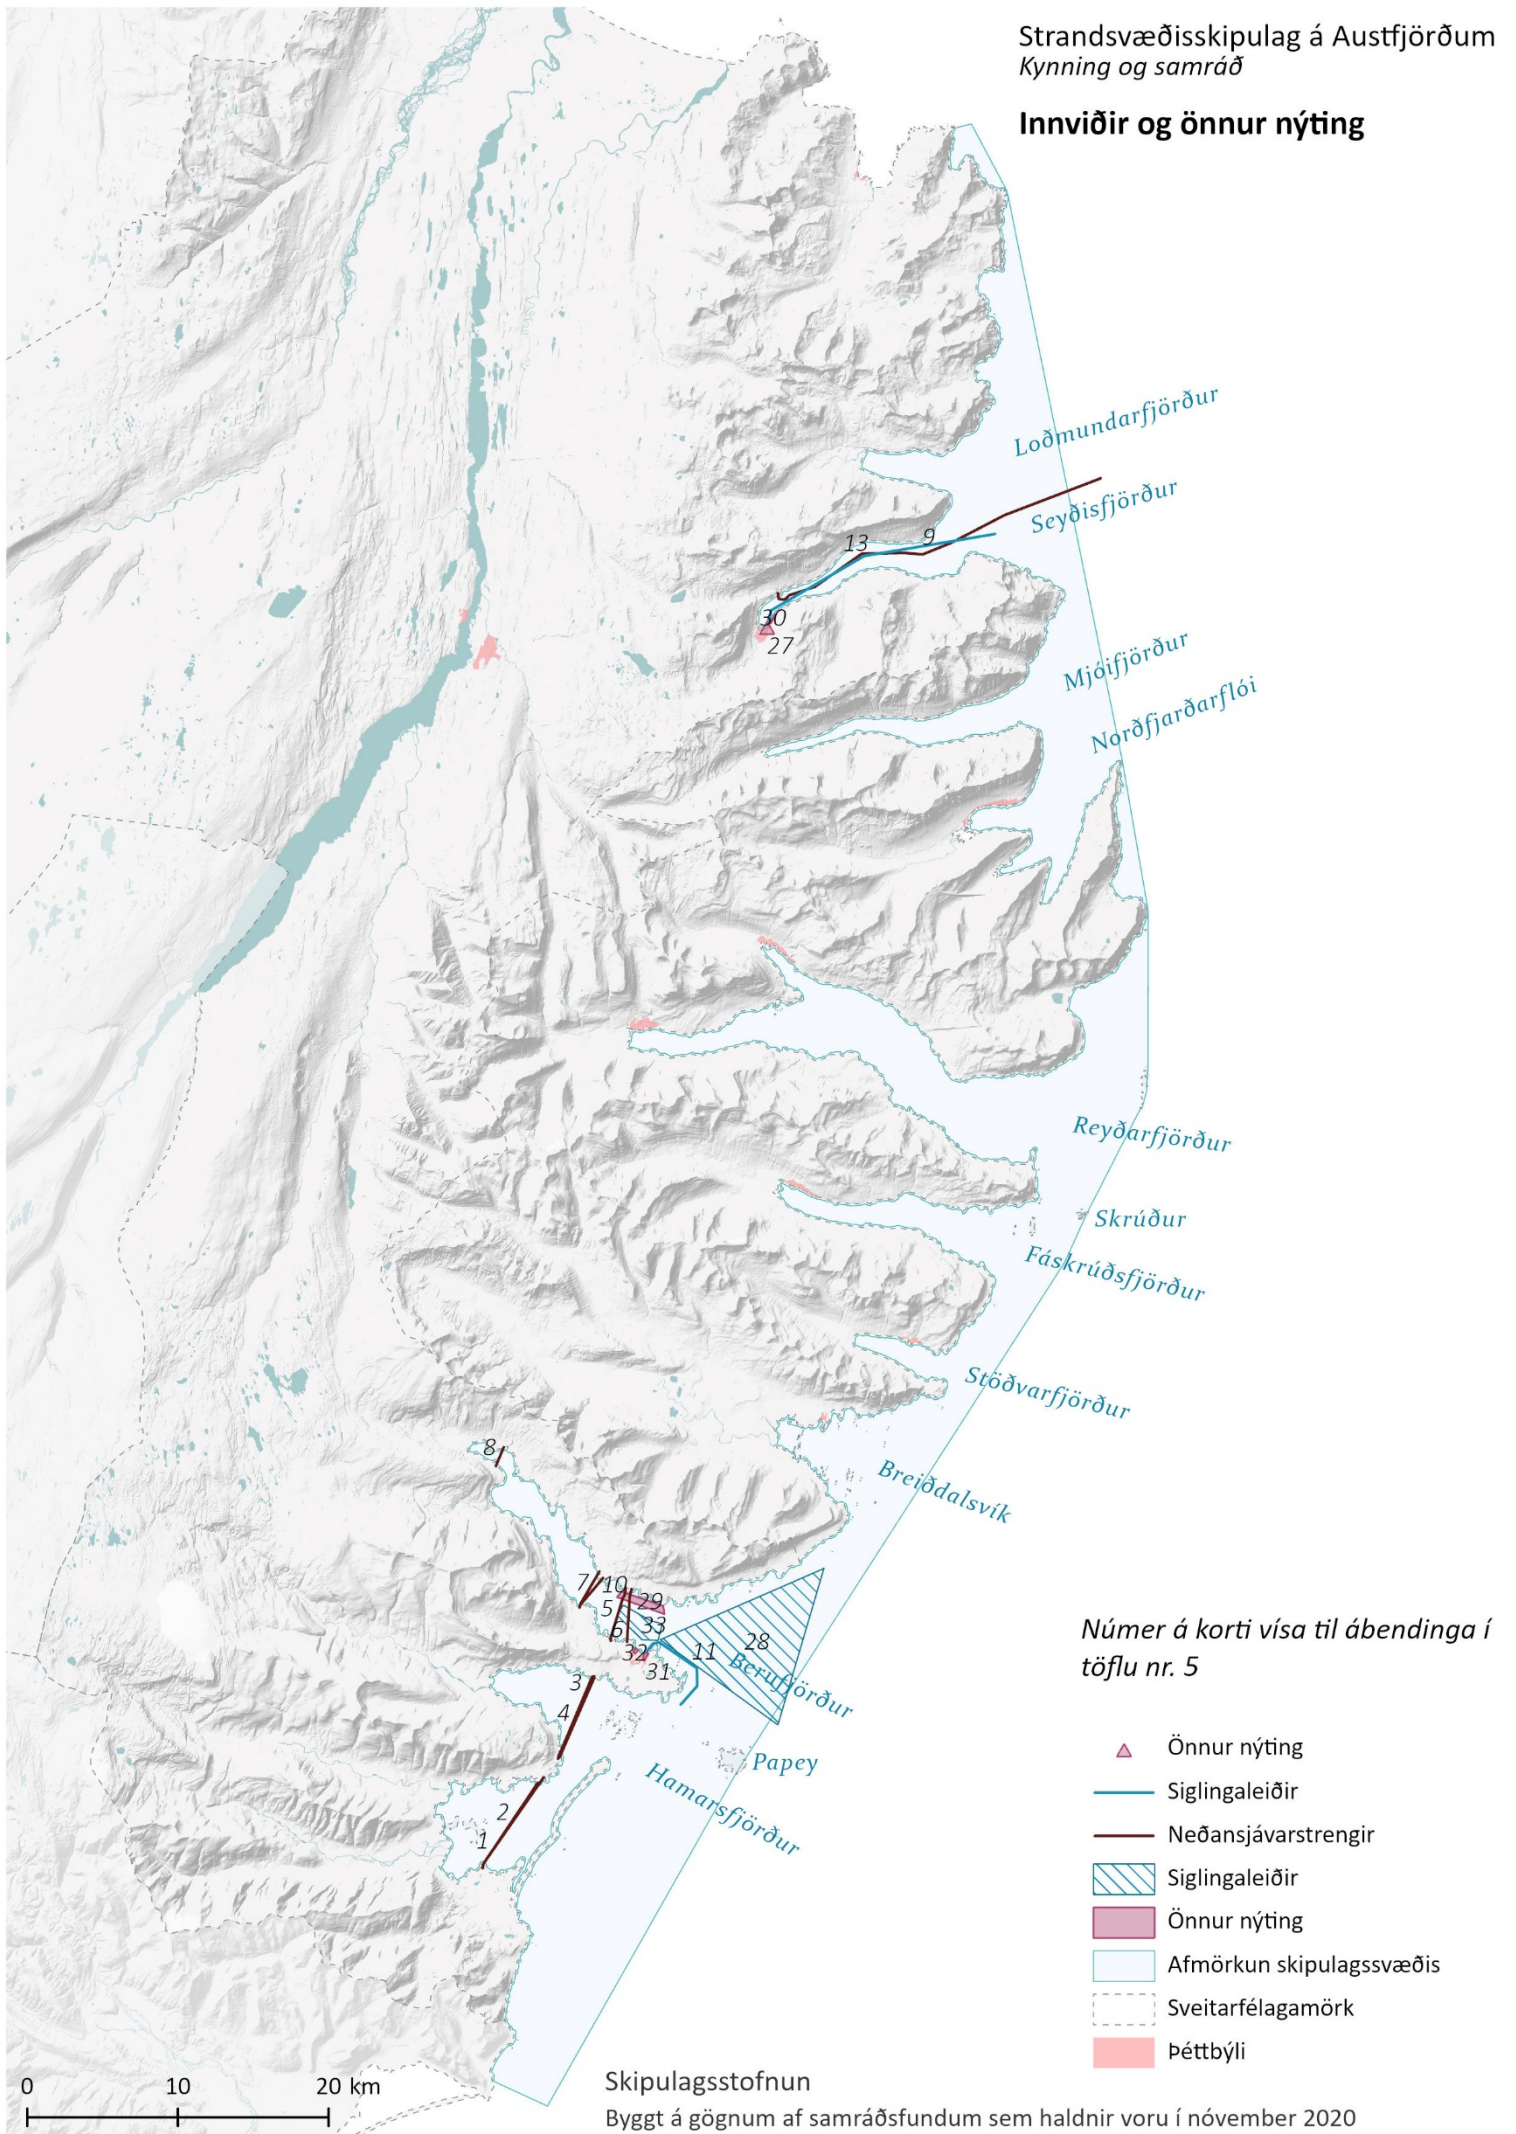 Strandsvæðisskipulag á Austfjörðum
Kynning og samráð
Innviðir og önnur nýting
Loðmundarfjörður
Seyðisfjörður
9
13
30
27
Mjóifjörður
Norðfjarðarflói
Reyðarfjörður
Skrúður
Fáskrúðsfjörður
Stöðvarfjörður
Breiðdalsvík
8
7
10
5
29
6
33
32
31
11
28
Berufjörður
3
4
Papey
Hamarsfjörður
2
1
Númer á korti vísa til ábendinga í
töflu nr. 5
Önnur nýting
Siglingaleiðir
Neðansjávarstrengir
Siglingaleiðir
Önnur nýting
Afmörkun skipulagssvæðis
Sveitarfélagamörk
Þéttbýli
0 10 20 km
Skipulagsstofnun
Byggt á gögnum af samráðsfundum sem haldnir voru í nóvember 2020